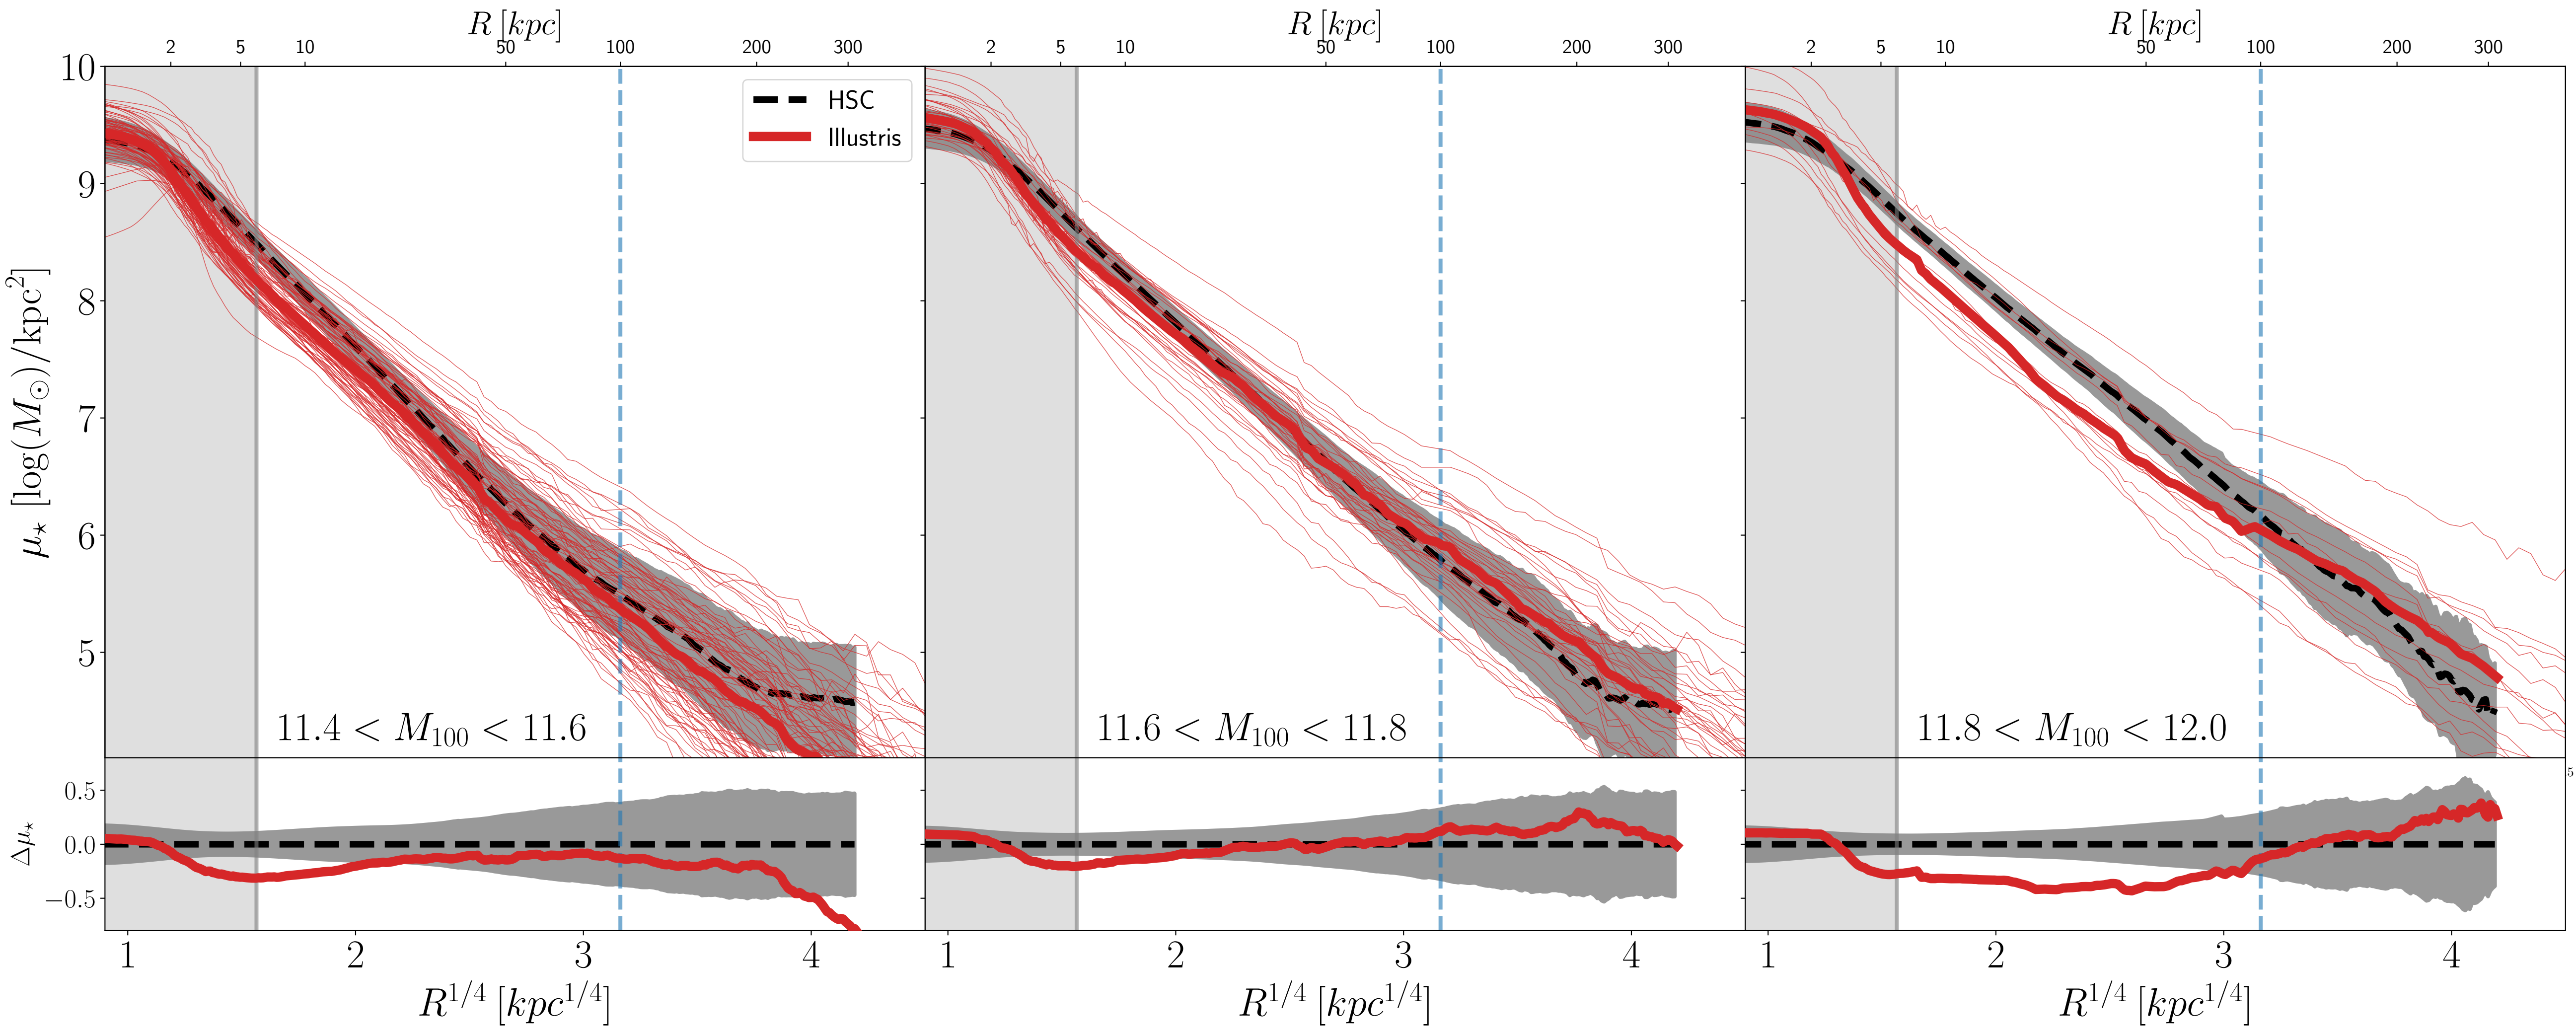 R [kpc] R [kpc] R [kpc]
2 5 10 50 100 200 300 2 5 10 50 100 200 300 2 5 10 50 100 200 300
HSC
Illustris
10
9
8
7
6
5
μ⋆ [log(M⊙)/kpc²]
11.4 < M₁₀₀ < 11.6 11.6 < M₁₀₀ < 11.8 11.8 < M₁₀₀ < 12.0
5
0.5
0.0
−0.5
Δμ⋆
1 2 3 4 1 2 3 4 1 2 3 4
R^{1/4} [kpc^{1/4}] R^{1/4} [kpc^{1/4}] R^{1/4} [kpc^{1/4}]